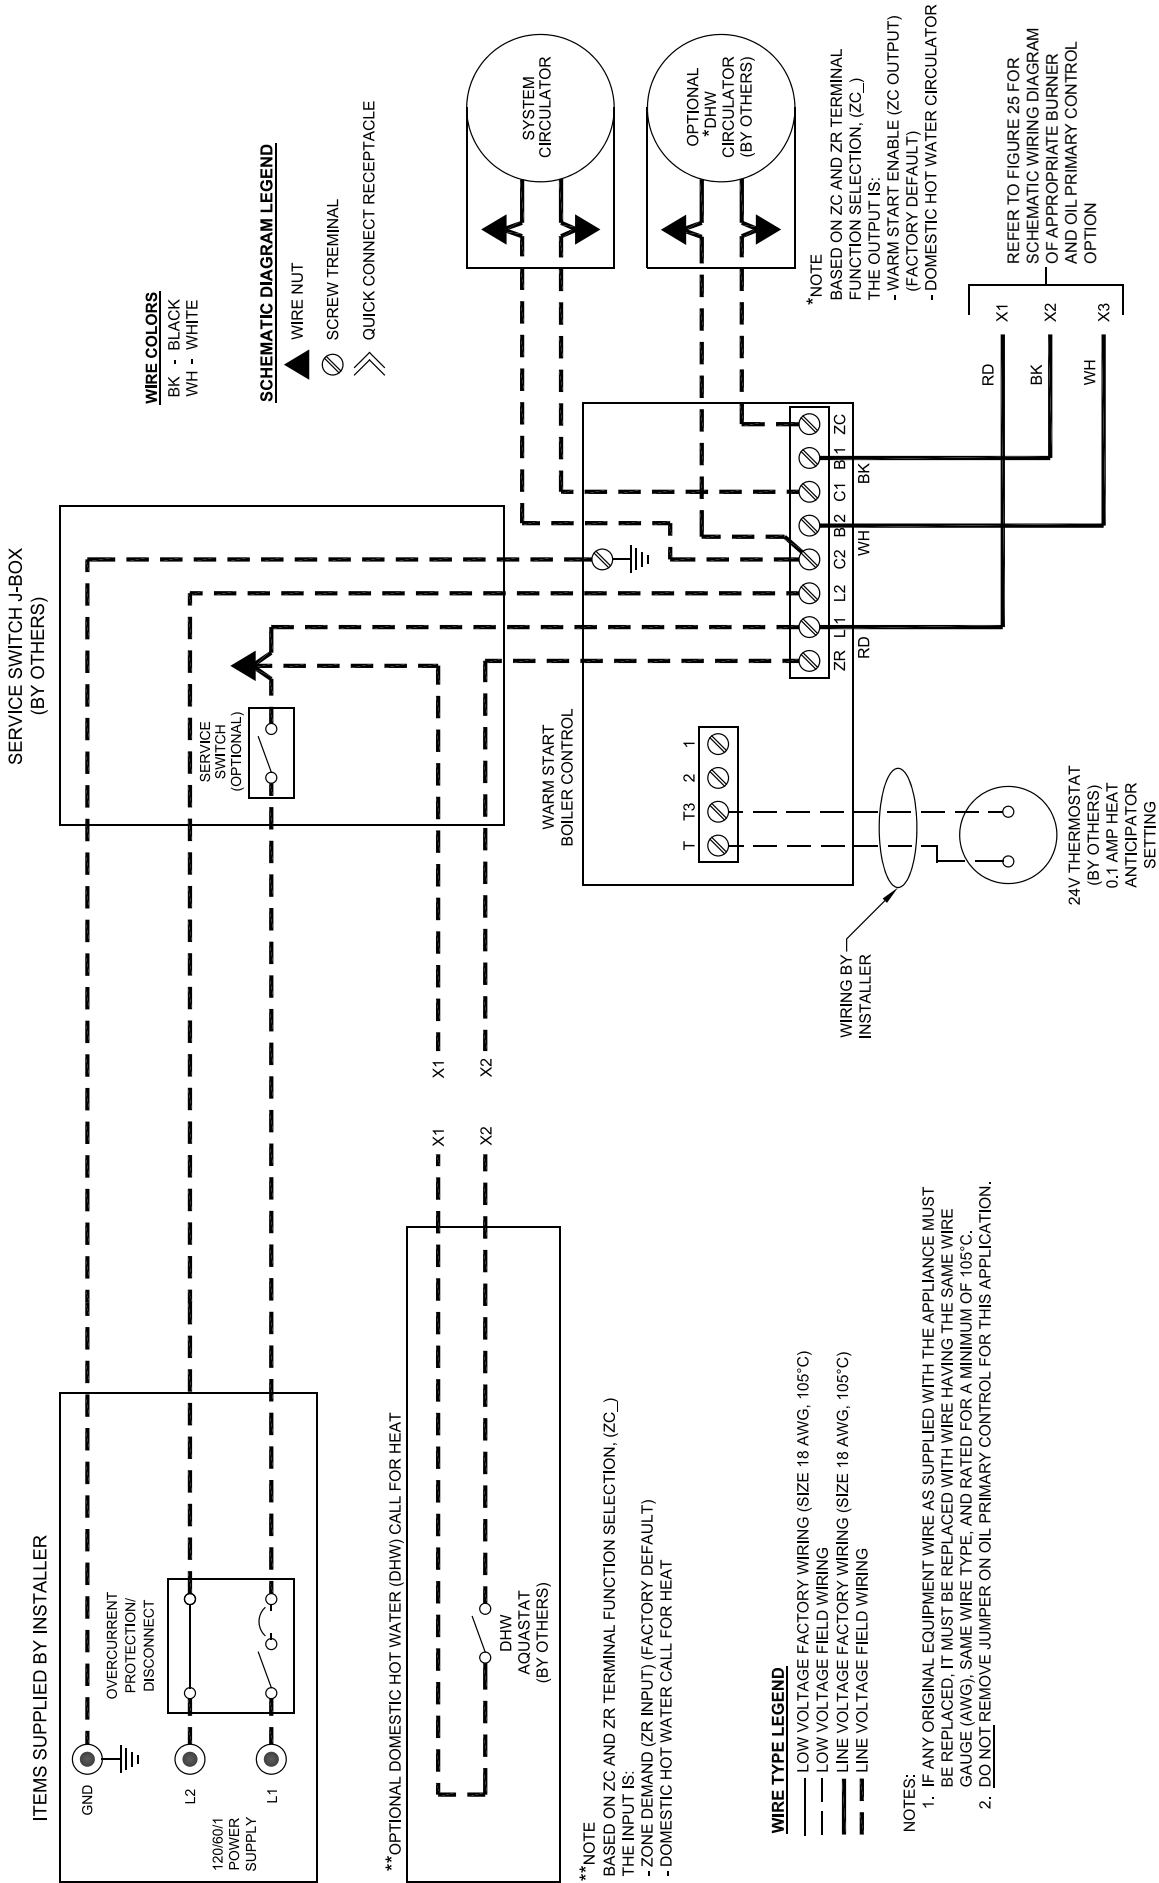 ITEMS SUPPLIED BY INSTALLER
GND
L2
L1
120/60/1
POWER
SUPPLY
OVERCURRENT
PROTECTION/
DISCONNECT
SERVICE SWITCH J-BOX
(BY OTHERS)
SERVICE
SWITCH
(OPTIONAL)
WIRE COLORS
BK - BLACK
WH - WHITE
SCHEMATIC DIAGRAM LEGEND
WIRE NUT
SCREW TREMINAL
QUICK CONNECT RECEPTACLE
**OPTIONAL DOMESTIC HOT WATER (DHW) CALL FOR HEAT
X1
X2
X1
X2
DHW
AQUASTAT
(BY OTHERS)
**NOTE
BASED ON ZC AND ZR TERMINAL FUNCTION SELECTION, (ZC_)
THE INPUT IS:
- ZONE DEMAND (ZR INPUT) (FACTORY DEFAULT)
- DOMESTIC HOT WATER CALL FOR HEAT
WARM START
BOILER CONTROL
T
T3
2
1
ZR
L1
L2
C2
B2
C1
B1
ZC
RD
WH
BK
SYSTEM
CIRCULATOR
OPTIONAL
*DHW
CIRCULATOR
(BY OTHERS)
*NOTE
BASED ON ZC AND ZR TERMINAL
FUNCTION SELECTION, (ZC_)
THE OUTPUT IS:
- WARM START ENABLE (ZC OUTPUT)
(FACTORY DEFAULT)
- DOMESTIC HOT WATER CIRCULATOR
WIRING BY
INSTALLER
24V THERMOSTAT
(BY OTHERS)
0.1 AMP HEAT
ANTICIPATOR
SETTING
RD
BK
WH
X1
X2
X3
REFER TO FIGURE 25 FOR
SCHEMATIC WIRING DIAGRAM
OF APPROPRIATE BURNER
AND OIL PRIMARY CONTROL
OPTION
WIRE TYPE LEGEND
LOW VOLTAGE FACTORY WIRING (SIZE 18 AWG, 105°C)
LOW VOLTAGE FIELD WIRING
LINE VOLTAGE FACTORY WIRING (SIZE 18 AWG, 105°C)
LINE VOLTAGE FIELD WIRING
NOTES:
1. IF ANY ORIGINAL EQUIPMENT WIRE AS SUPPLIED WITH THE APPLIANCE MUST
BE REPLACED, IT MUST BE REPLACED WITH WIRE HAVING THE SAME WIRE
GAUGE (AWG), SAME WIRE TYPE, AND RATED FOR A MINIMUM OF 105°C.
2. DO NOT REMOVE JUMPER ON OIL PRIMARY CONTROL FOR THIS APPLICATION.